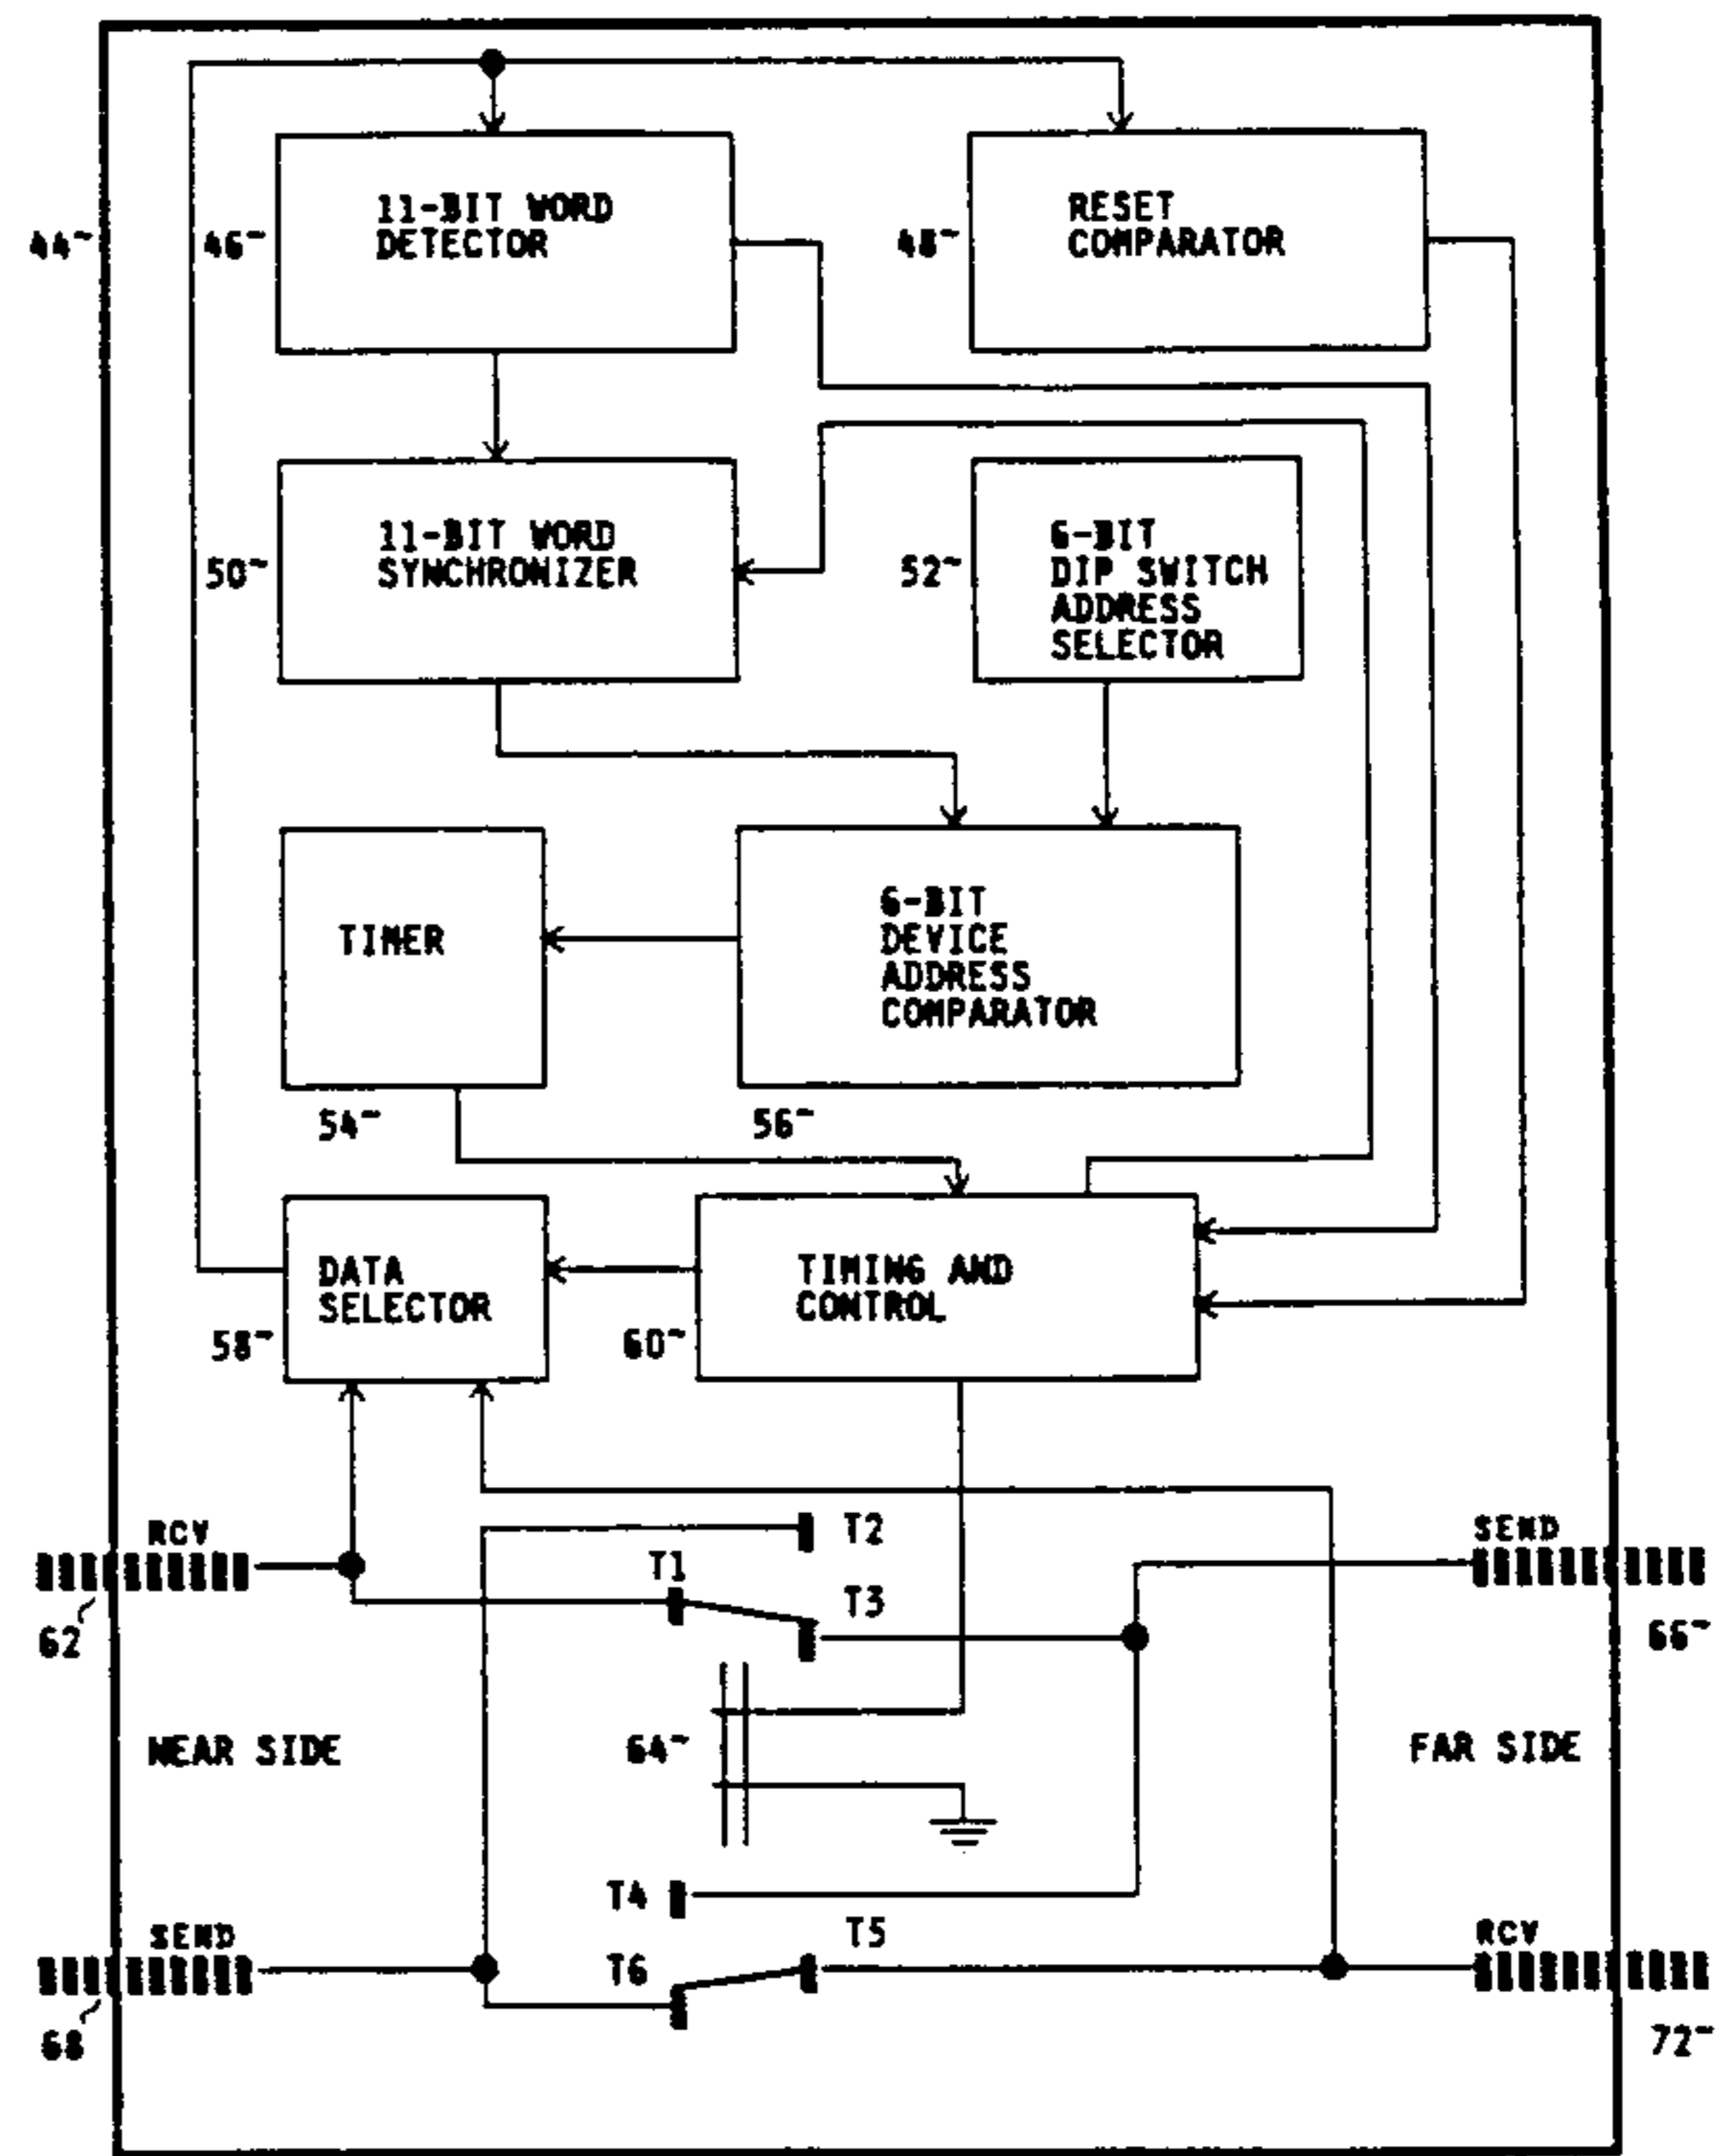 11-BIT WORD
DETECTOR
RESET
COMPARATOR
44~
46~
48~
11-BIT WORD
SYNCHRONIZER
6-BIT
DIP SWITCH
ADDRESS
SELECTOR
50~
52~
TIMER
6-BIT
DEVICE
ADDRESS
COMPARATOR
54~
56~
DATA
SELECTOR
TIMING AND
CONTROL
58~
60~
RCV
T2
SEND
T1
T3
62
66~
NEAR SIDE
64~
FAR SIDE
T4
SEND
T5
RCV
T6
68
72~